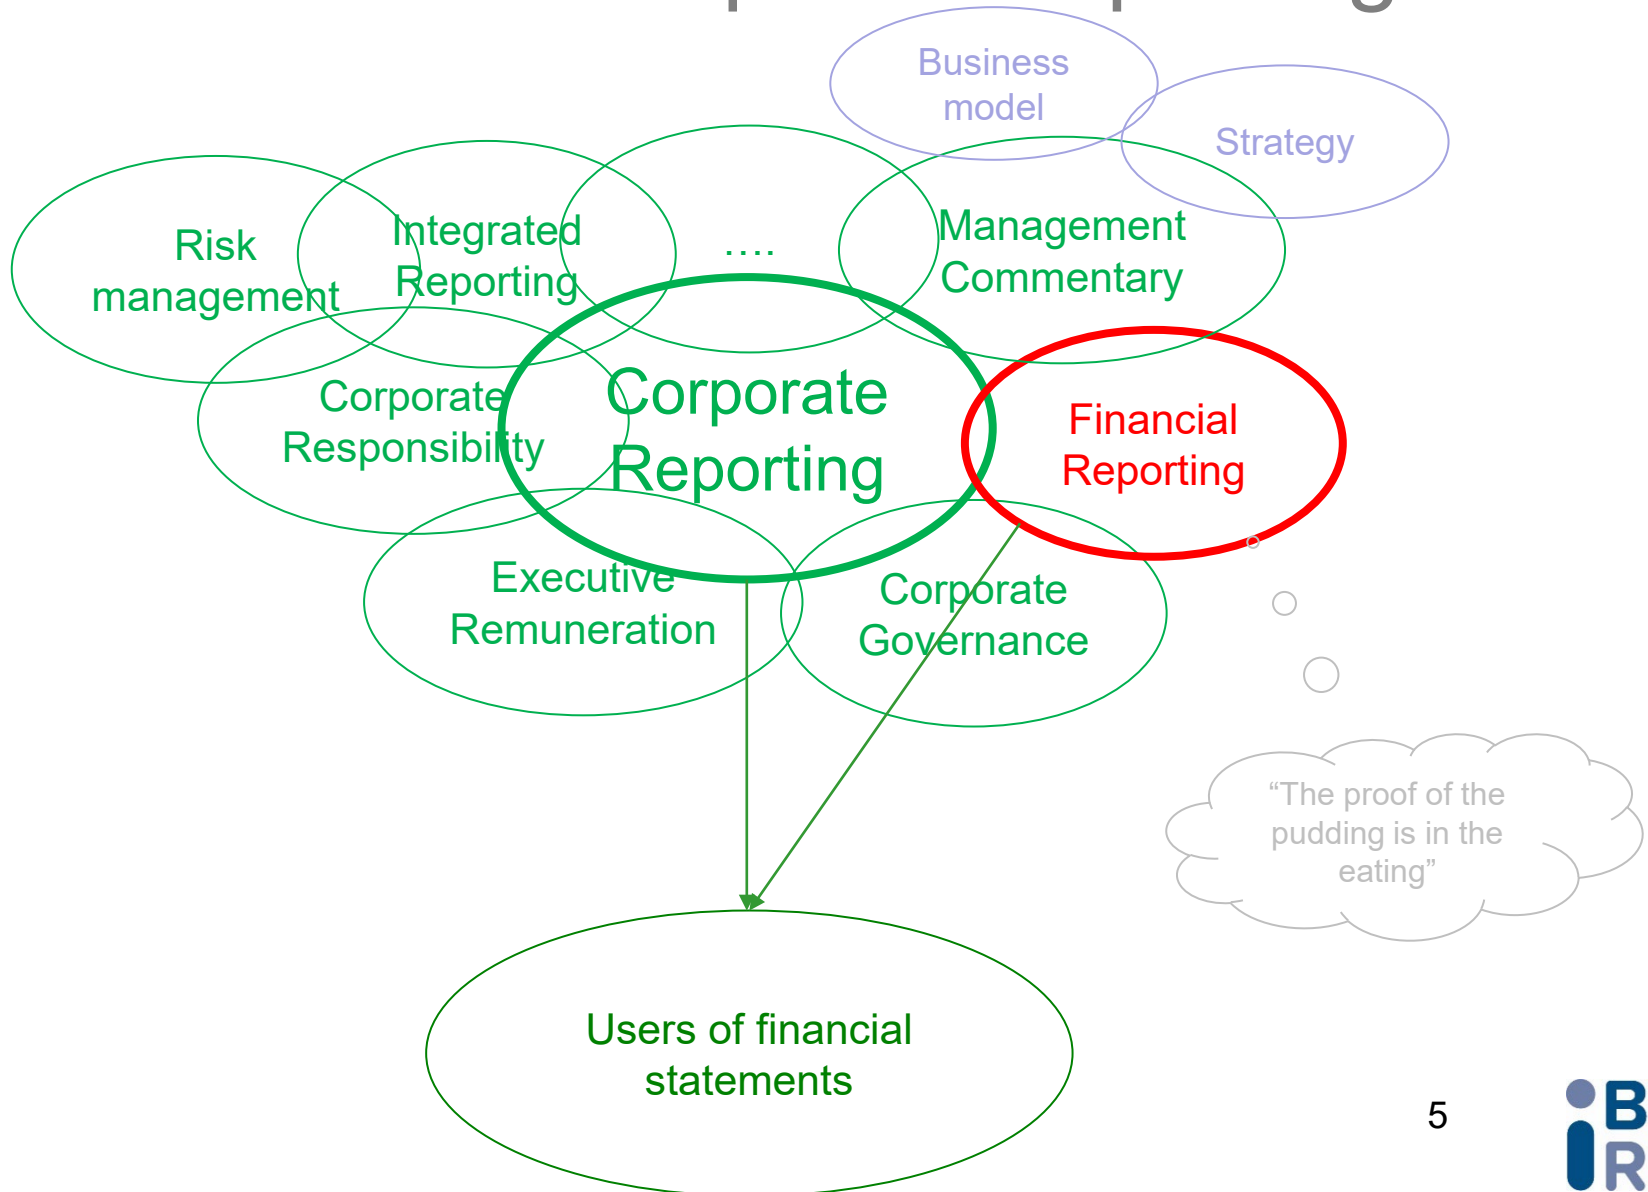 Business
model
Strategy
Risk
management
Integrated
Reporting
....
Management
Commentary
Corporate
Responsibility
Corporate
Reporting
Financial
Reporting
Executive
Remuneration
Corporate
Governance
“The proof of the
pudding is in the
eating”
Users of financial
statements
5
iBR